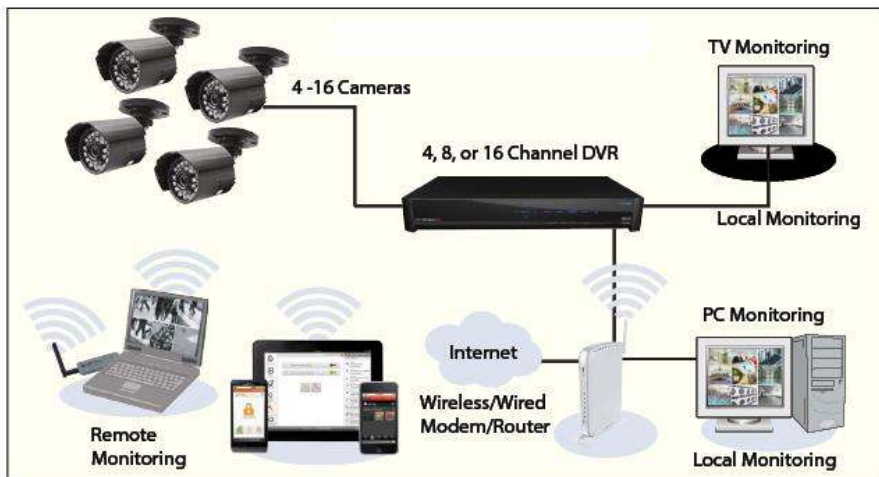 TV Monitoring
4 -16 Cameras
4, 8, or 16 Channel DVR
Local Monitoring
PC Monitoring
Internet
Wireless/Wired
Modem/Router
Remote
Monitoring
Local Monitoring